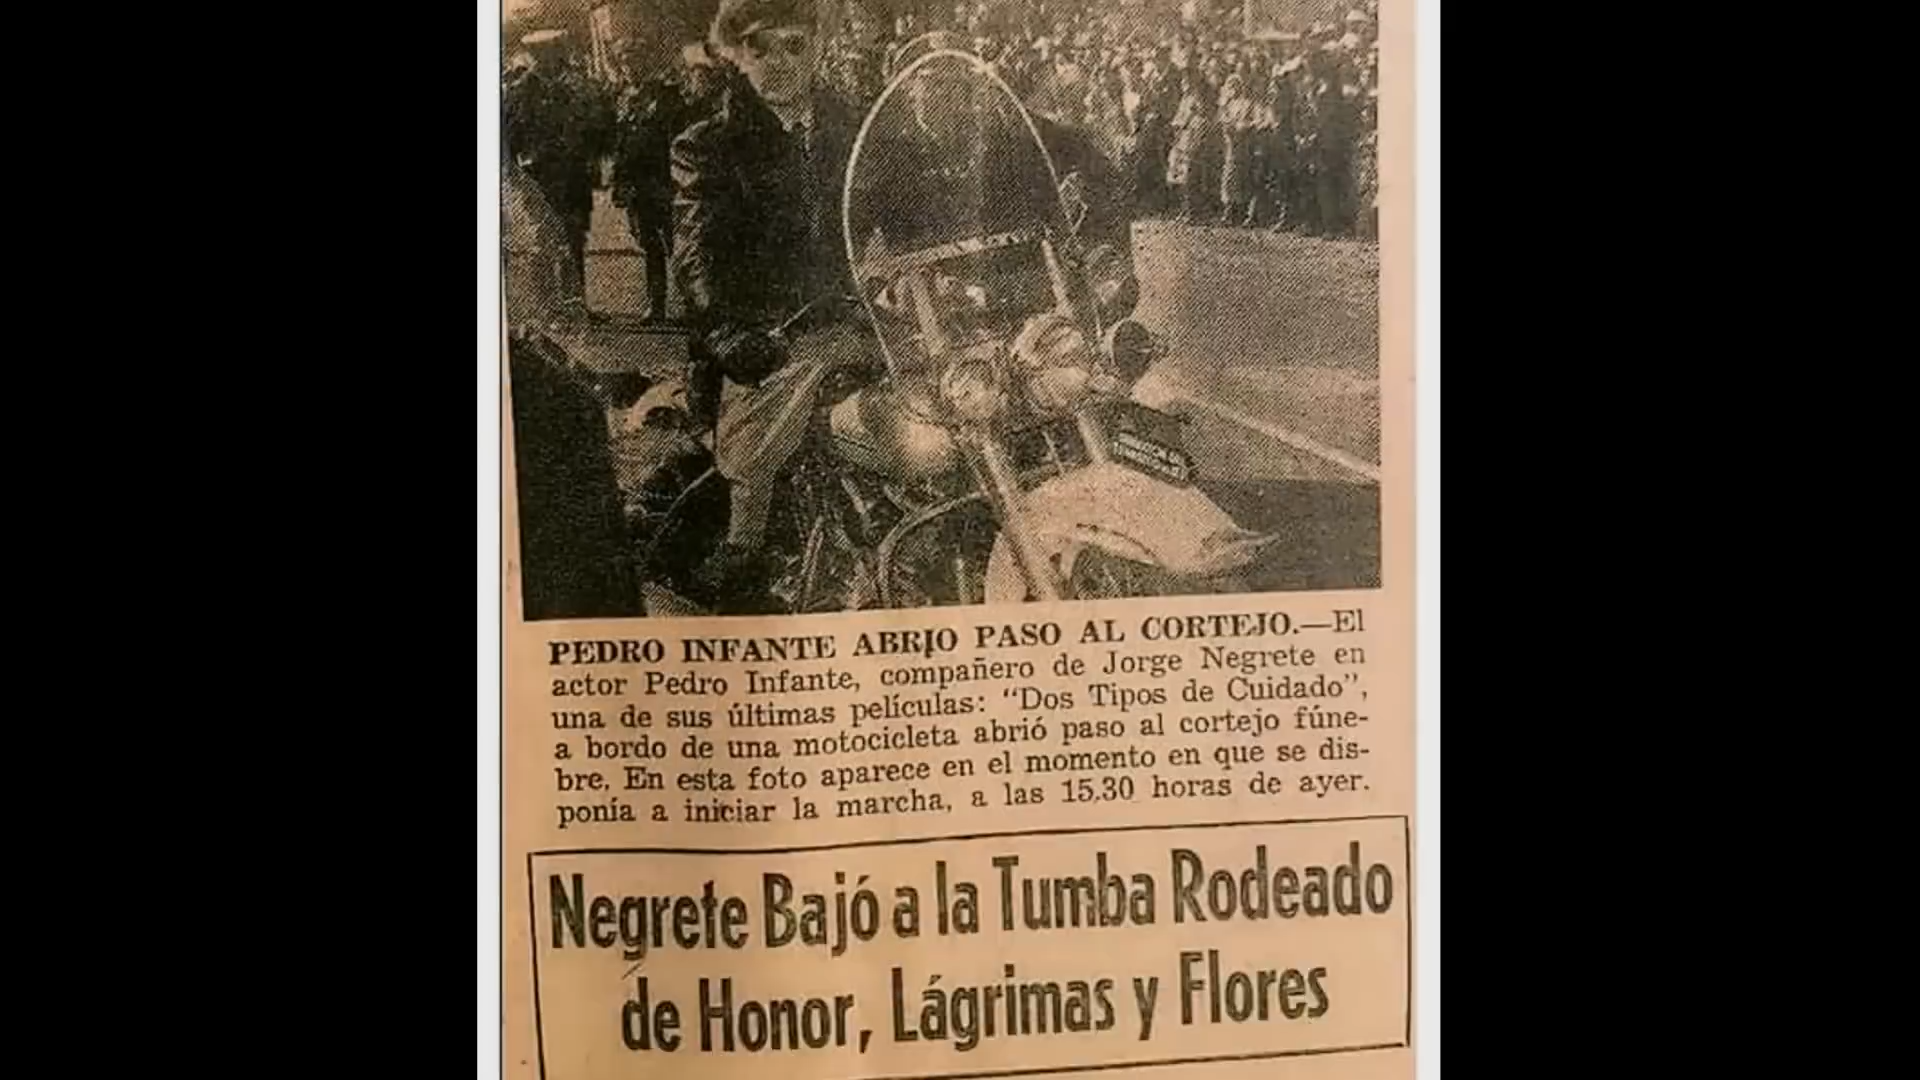 PEDRO INFANTE ABRIO PASO AL CORTEJO.—El
actor Pedro Infante, compañero de Jorge Negrete en
una de sus últimas películas: "Dos Tipos de Cuidado",
a bordo de una motocicleta abrió paso al cortejo fúne-
bre. En esta foto aparece en el momento en que se dis-
ponía a iniciar la marcha, a las 15.30 horas de ayer.
Negrete Bajó a la Tumba Rodeado
de Honor, Lágrimas y Flores